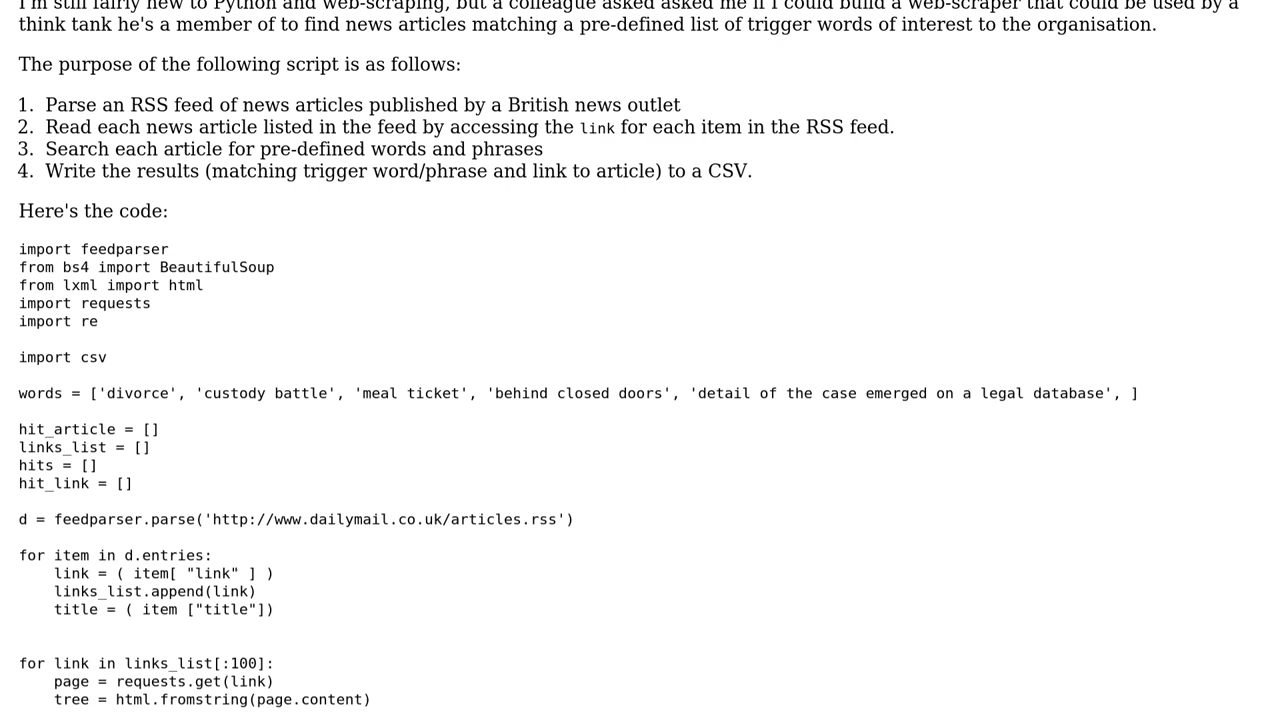 I'm still fairly new to Python and web-scraping, but a colleague asked asked me if I could build a web-scraper that could be used by a
think tank he's a member of to find news articles matching a pre-defined list of trigger words of interest to the organisation.
The purpose of the following script is as follows:
1. Parse an RSS feed of news articles published by a British news outlet
2. Read each news article listed in the feed by accessing the link for each item in the RSS feed.
3. Search each article for pre-defined words and phrases
4. Write the results (matching trigger word/phrase and link to article) to a CSV.
Here's the code:
import feedparser
from bs4 import BeautifulSoup
from lxml import html
import requests
import re
import csv
words = ['divorce', 'custody battle', 'meal ticket', 'behind closed doors', 'detail of the case emerged on a legal database', ]
hit_article = []
links_list = []
hits = []
hit_link = []
d = feedparser.parse('http://www.dailymail.co.uk/articles.rss')
for item in d.entries:
    link = ( item[ "link" ] )
    links_list.append(link)
    title = ( item ["title"])
for link in links_list[:100]:
    page = requests.get(link)
    tree = html.fromstring(page.content)